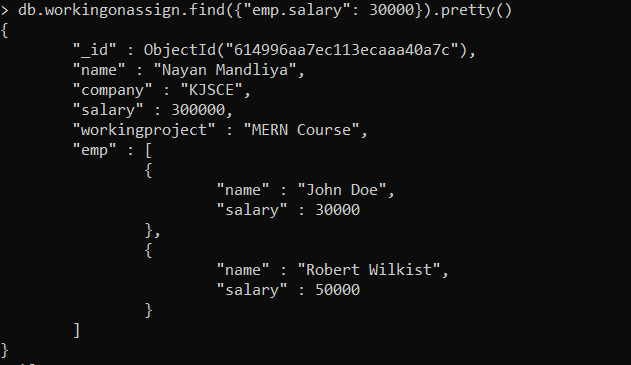 > db.workingonassign.find({"emp.salary": 30000}).pretty()
{
        "_id" : ObjectId("614996aa7ec113ecaaa40a7c"),
        "name" : "Nayan Mandliya",
        "company" : "KJSCE",
        "salary" : 300000,
        "workingproject" : "MERN Course",
        "emp" : [
                {
                        "name" : "John Doe",
                        "salary" : 30000
                },
                {
                        "name" : "Robert Wilkist",
                        "salary" : 50000
                }
        ]
}